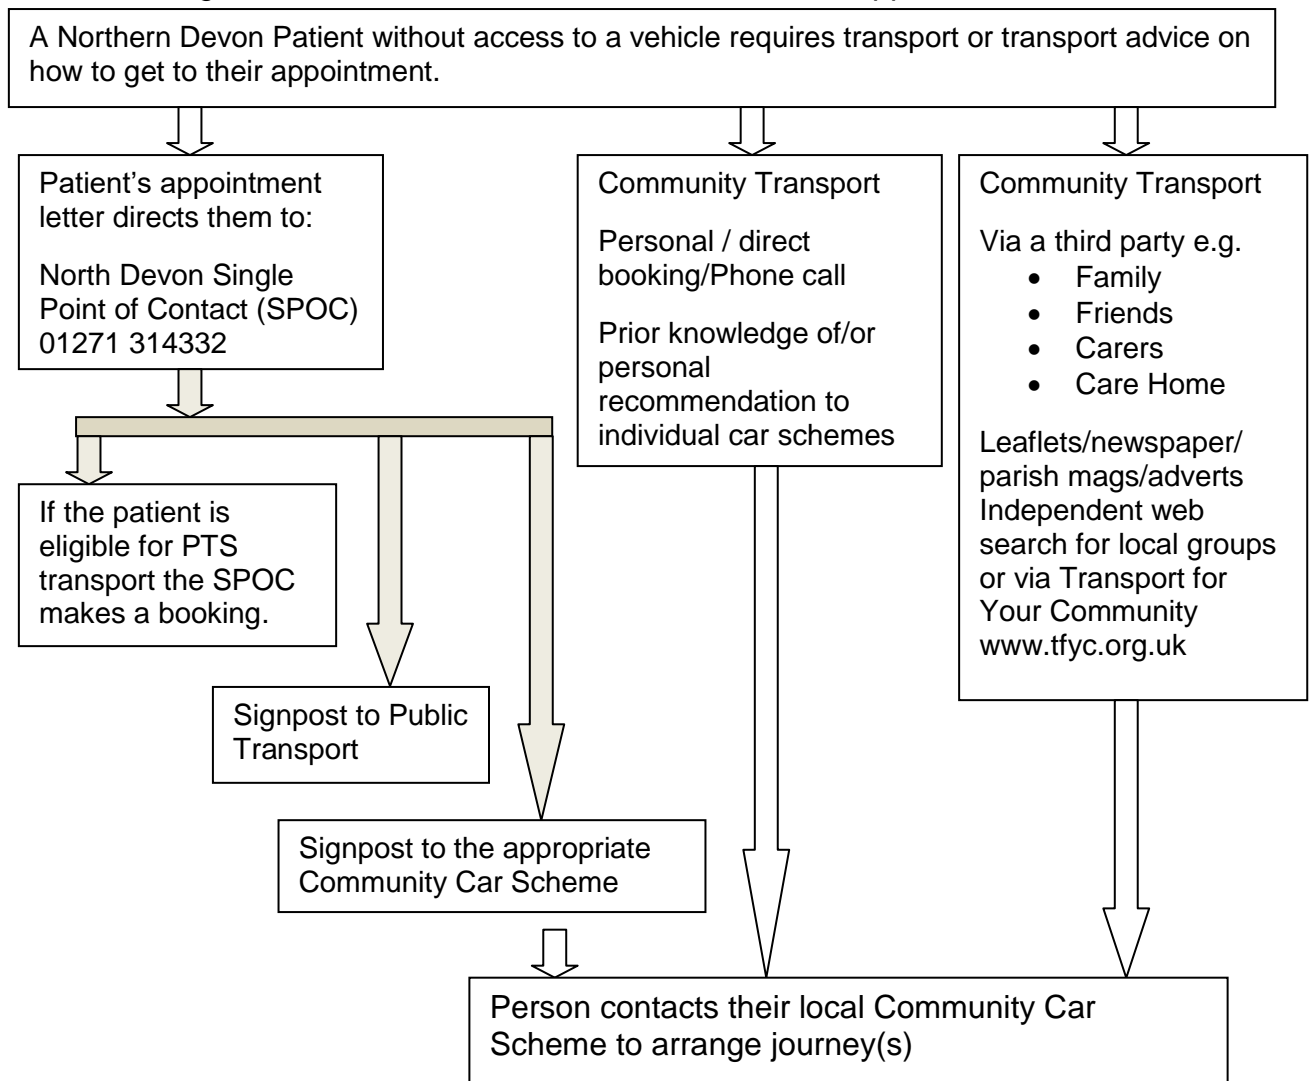 A Northern Devon Patient without access to a vehicle requires transport or transport advice on
how to get to their appointment.
Patient's appointment
letter directs them to:
North Devon Single
Point of Contact (SPOC)
01271 314332
Community Transport
Personal / direct
booking/Phone call
Prior knowledge of/or
personal
recommendation to
individual car schemes
Community Transport
Via a third party e.g.
• Family
• Friends
• Carers
• Care Home
Leaflets/newspaper/
parish mags/adverts
Independent web
search for local groups
or via Transport for
Your Community
www.tfyc.org.uk
If the patient is
eligible for PTS
transport the SPOC
makes a booking.
Signpost to Public
Transport
Signpost to the appropriate
Community Car Scheme
Person contacts their local Community Car
Scheme to arrange journey(s)